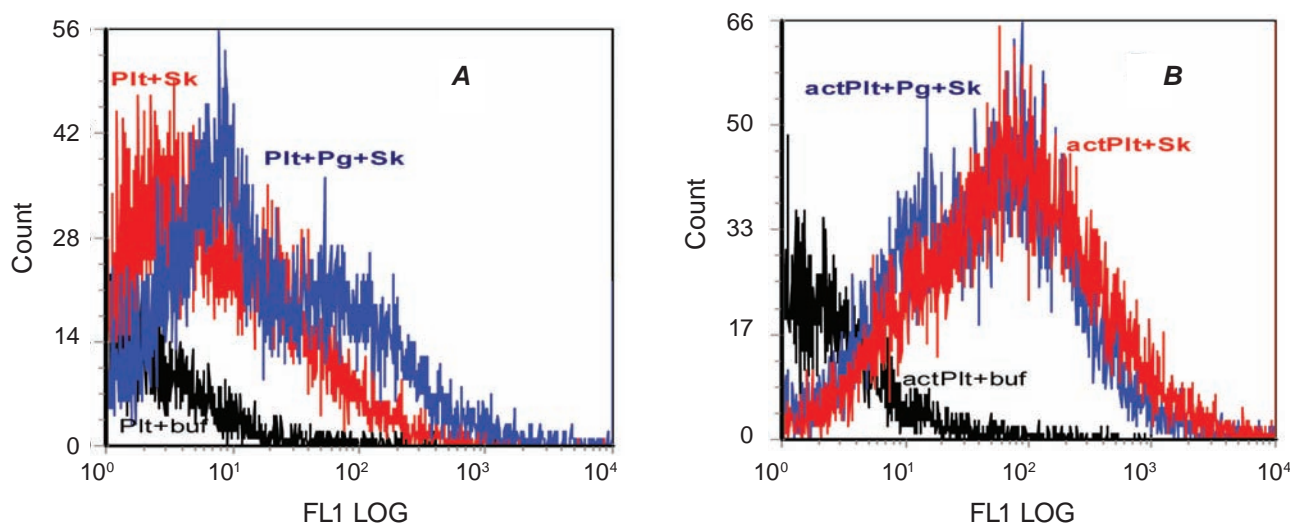 A
56
42
28
14
0
Count
Plt+Sk
Plt+Pg+Sk
Plt+buf
10⁰ 10¹ 10² 10³ 10⁴
FL1 LOG
B
66
50
33
17
0
Count
actPlt+Pg+Sk
actPlt+Sk
actPlt+buf
10⁰ 10¹ 10² 10³ 10⁴
FL1 LOG